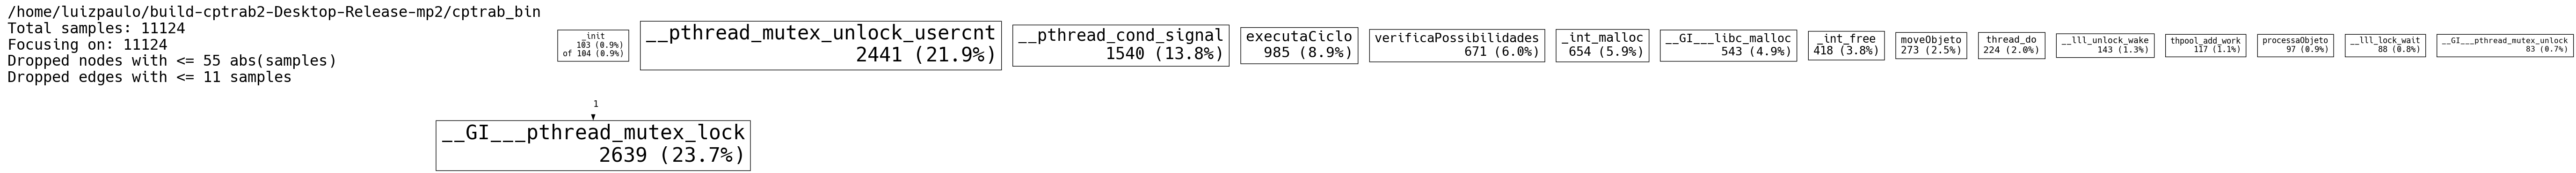 /home/luizpaulo/build-cptrab2-Desktop-Release-mp2/cptrab_bin
Total samples: 11124
Focusing on: 11124
Dropped nodes with <= 55 abs(samples)
Dropped edges with <= 11 samples
_init
103 (0.9%)
of 104 (0.9%)
__pthread_mutex_unlock_usercnt
2441 (21.9%)
__pthread_cond_signal
1540 (13.8%)
executaCiclo
985 (8.9%)
verificaPossibilidades
671 (6.0%)
_int_malloc
654 (5.9%)
__GI___libc_malloc
543 (4.9%)
_int_free
418 (3.8%)
moveObjeto
273 (2.5%)
thread_do
224 (2.0%)
__lll_unlock_wake
143 (1.3%)
thpool_add_work
117 (1.1%)
processaObjeto
97 (0.9%)
__lll_lock_wait
88 (0.8%)
__GI___pthread_mutex_unlock
83 (0.7%)
1
__GI___pthread_mutex_lock
2639 (23.7%)